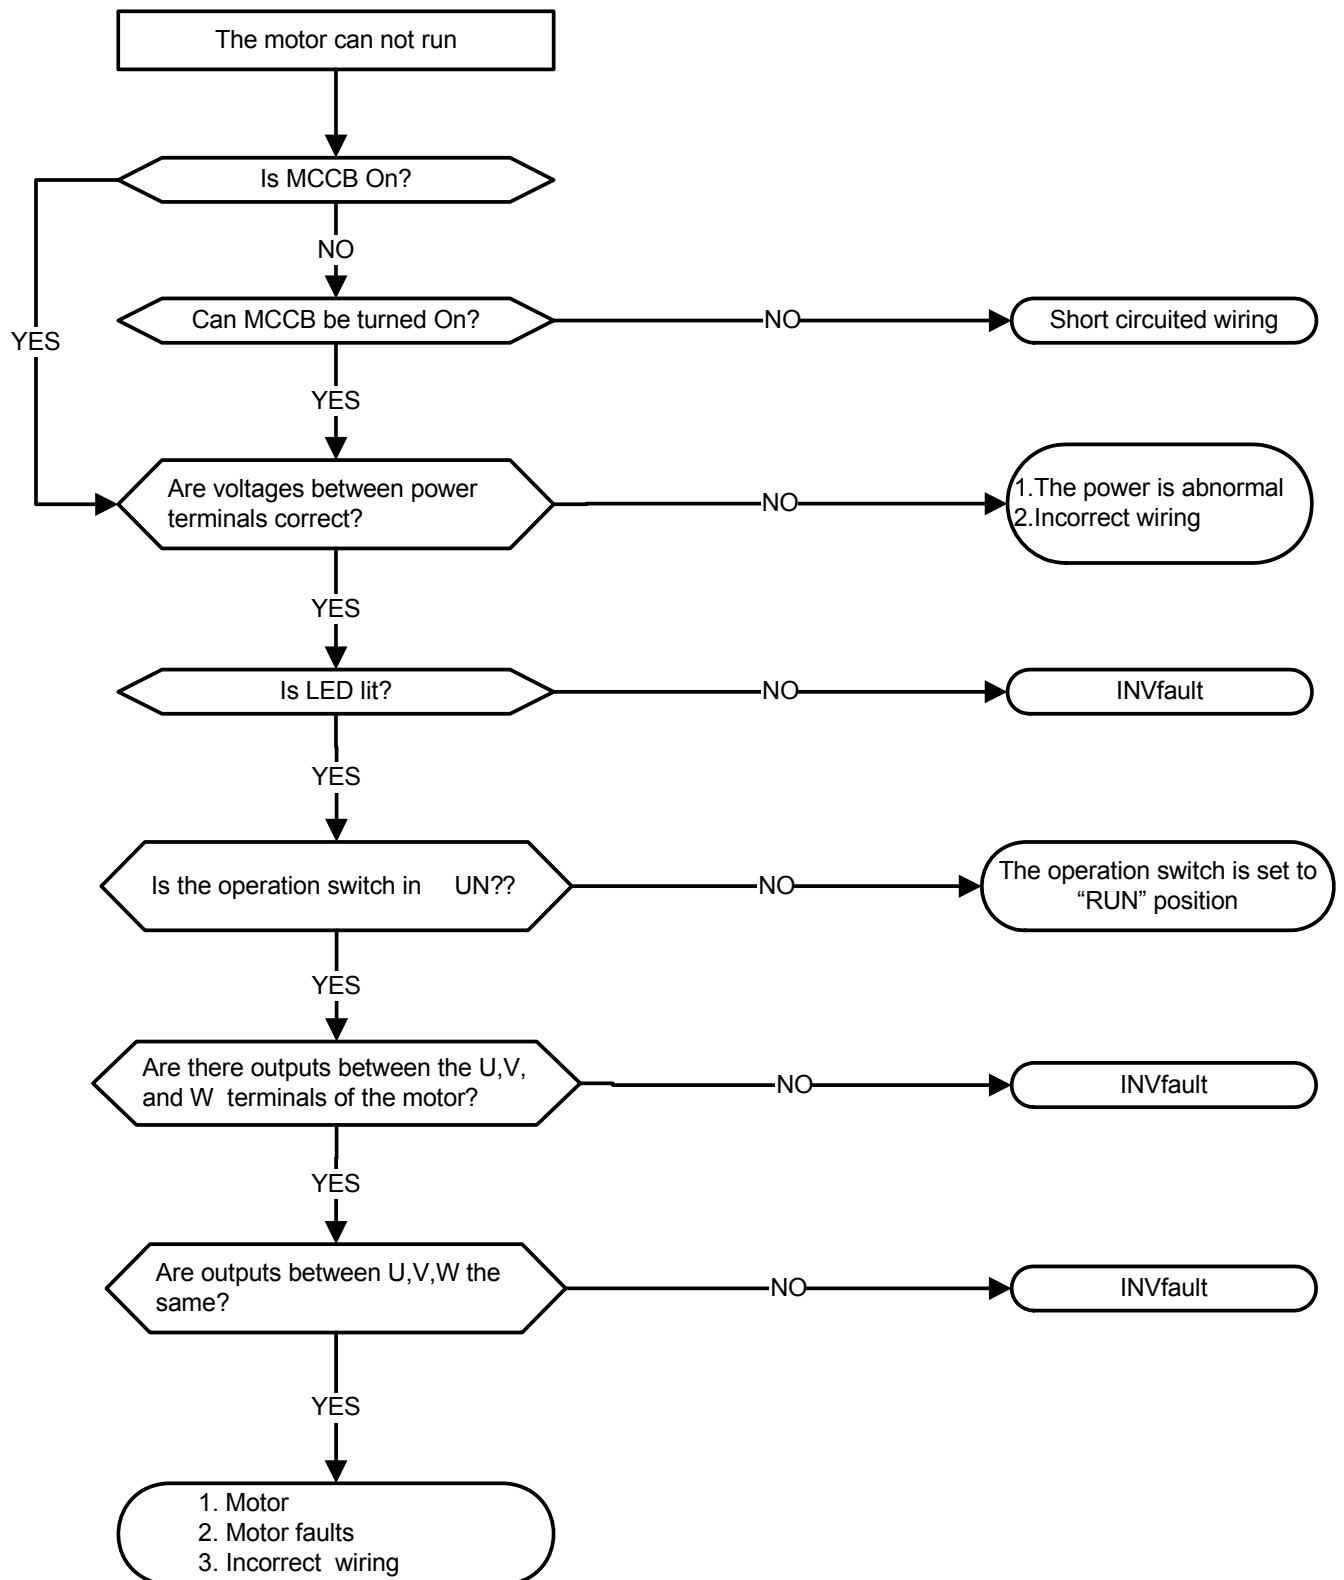 The motor can not run
Is MCCB On?
NO
Can MCCB be turned On?
NO
Short circuited wiring
YES
YES
Are voltages between power
terminals correct?
NO
1.The power is abnormal
2.Incorrect wiring
YES
Is LED lit?
NO
INVfault
YES
Is the operation switch in UN??
NO
The operation switch is set to
“RUN” position
YES
Are there outputs between the U,V,
and W terminals of the motor?
NO
INVfault
YES
Are outputs between U,V,W the
same?
NO
INVfault
YES
1. Motor
2. Motor faults
3. Incorrect wiring